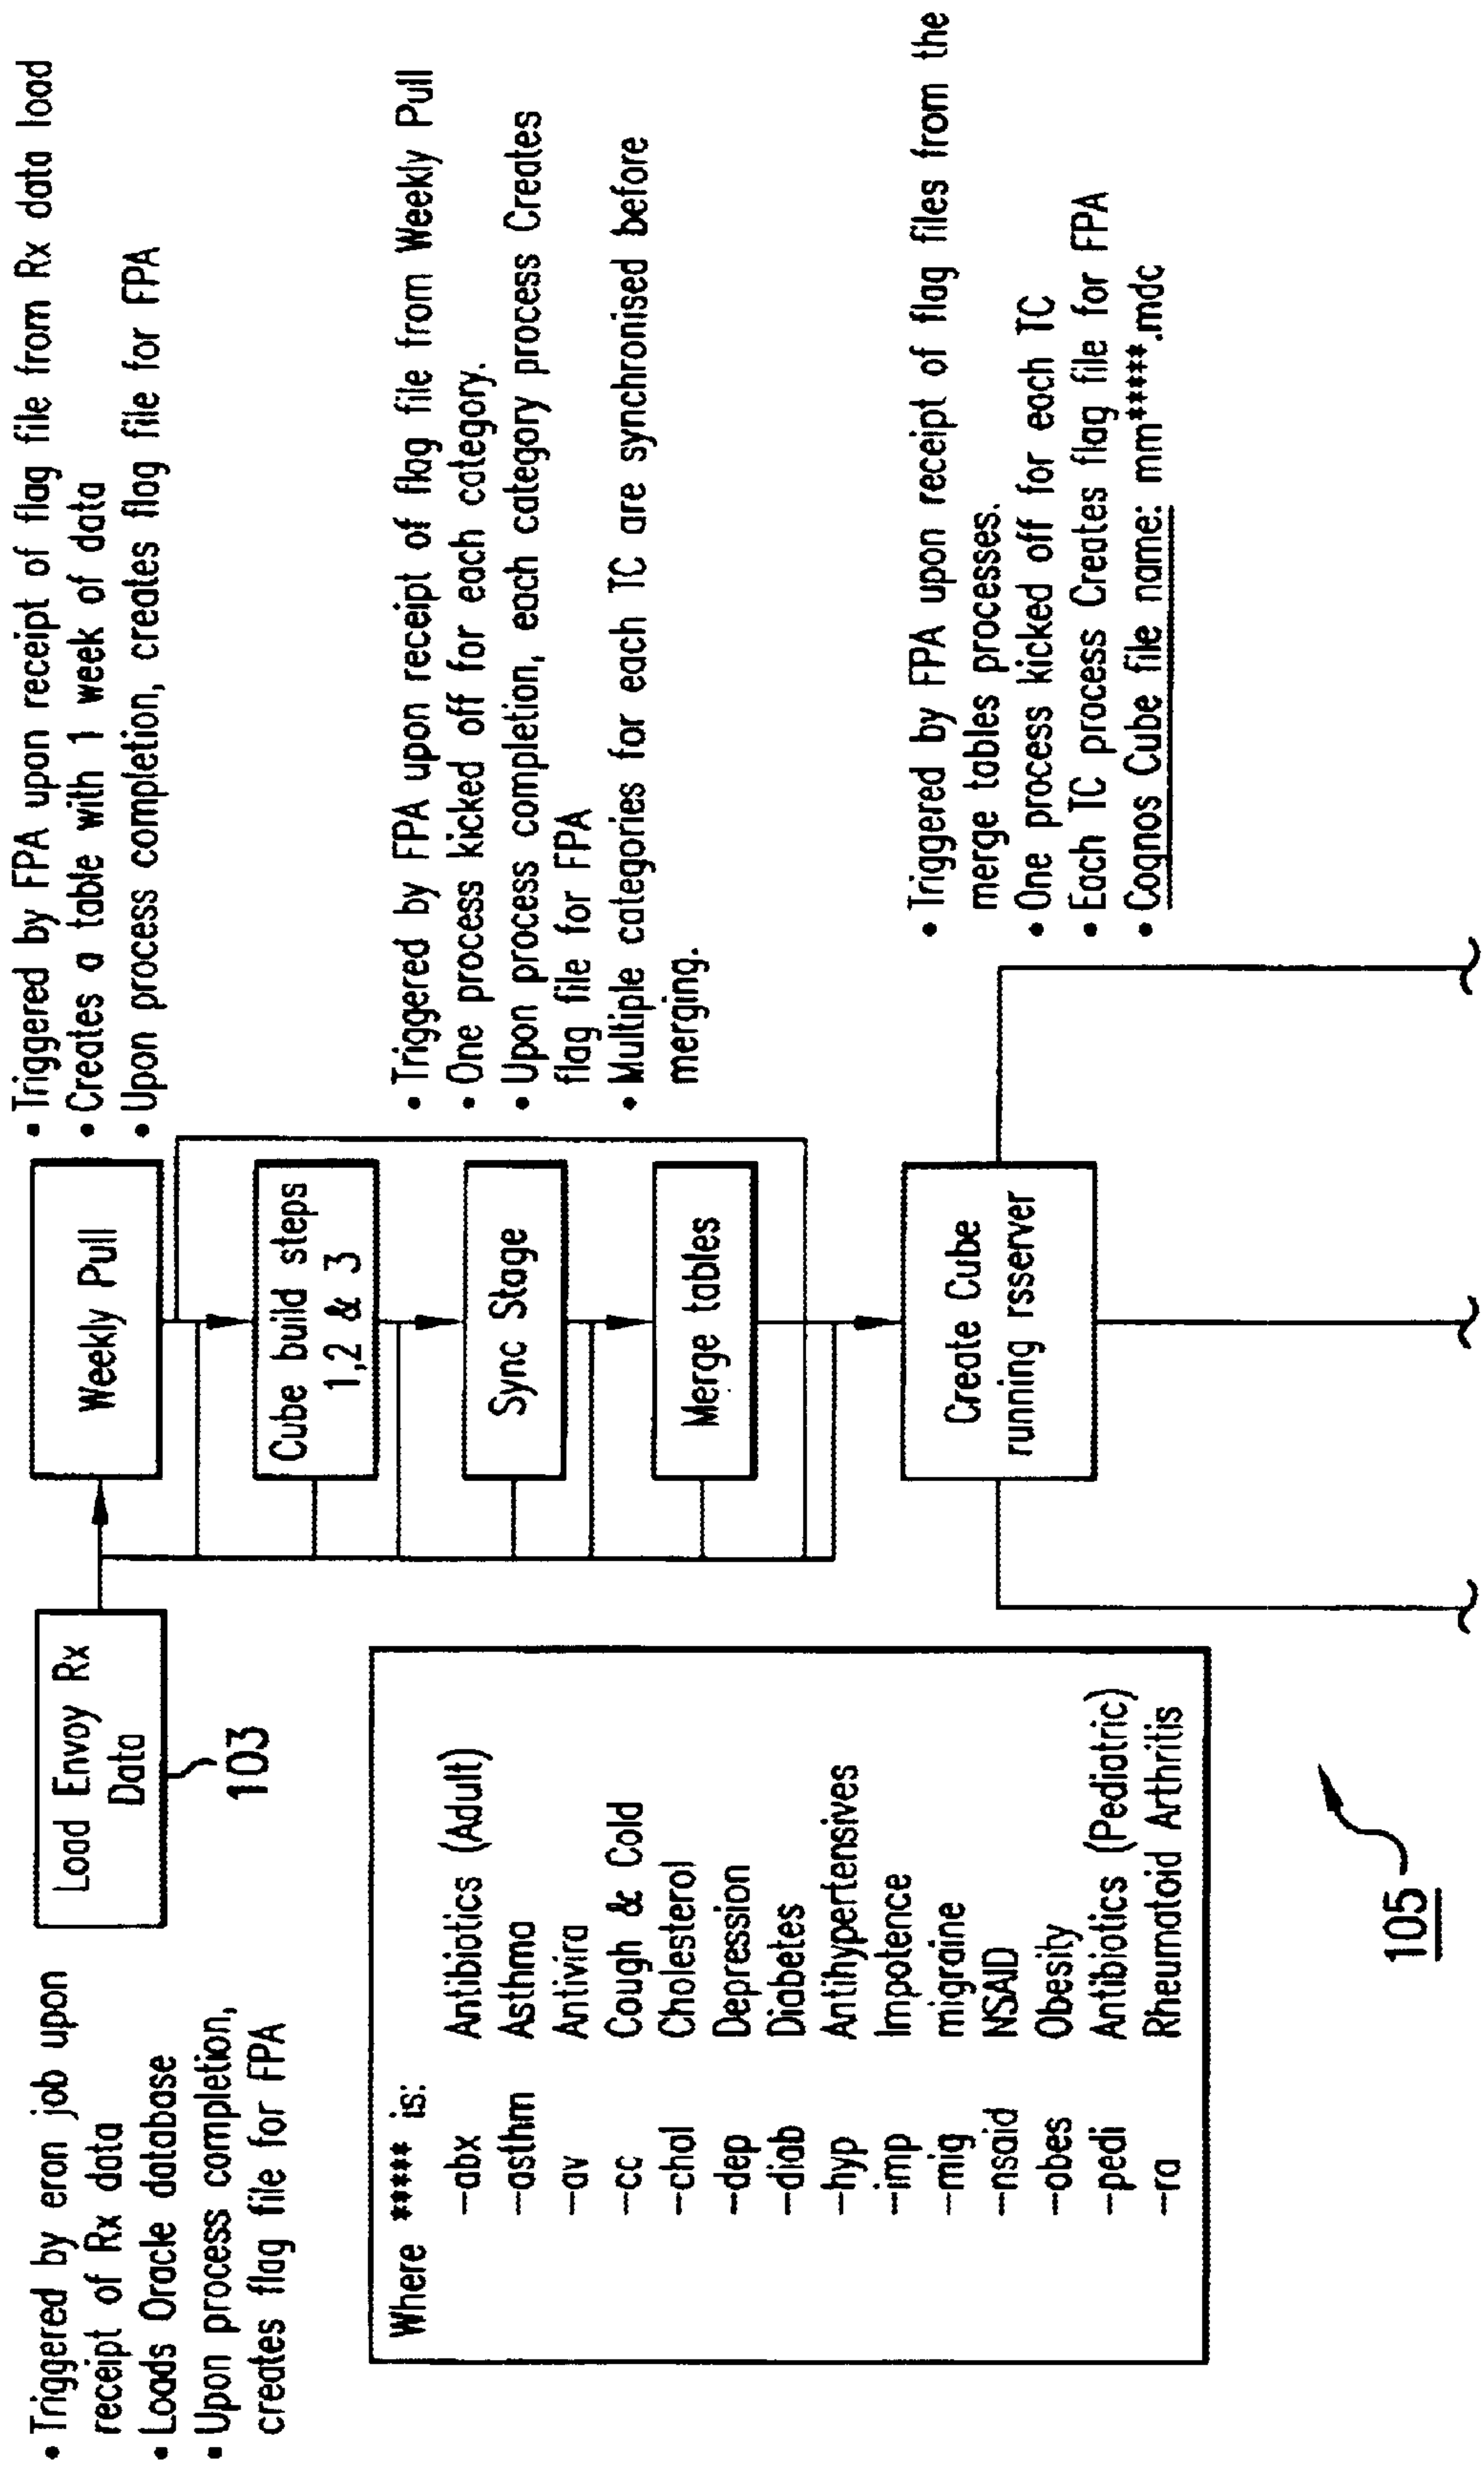 • Triggered by eron job upon
receipt of Rx data
• Loads Oracle database
• Upon process completion,
creates flag file for FPA
Load Envoy Rx
Data
103
Weekly Pull
• Triggered by FPA upon receipt of flag file from Rx data load
• Creates a table with 1 week of data
• Upon process completion, creates flag file for FPA
Cube build steps
1,2 & 3
Sync Stage
Merge tables
• Triggered by FPA upon receipt of flag file from Weekly Pull
• One process kicked off for each category.
• Upon process completion, each category process Creates
flag file for FPA
• Multiple categories for each TC are synchronised before
merging.
Create Cube
running rsserver
• Triggered by FPA upon receipt of flag files from the
merge tables processes.
• One process kicked off for each TC
• Each TC process Creates flag file for FPA
• Cognos Cube file name: mm*****.mdc
Where ***** is:
–abx Antibiotics (Adult)
–asthm Asthma
–av Antivira
–cc Cough & Cold
–chol Cholesterol
–dep Depression
–diab Diabetes
–hyp Antihypertensives
–imp Impotence
–mig migraine
–nsaid NSAID
–obes Obesity
–pedi Antibiotics (Pediatric)
–ra Rheumatoid Arthritis
105